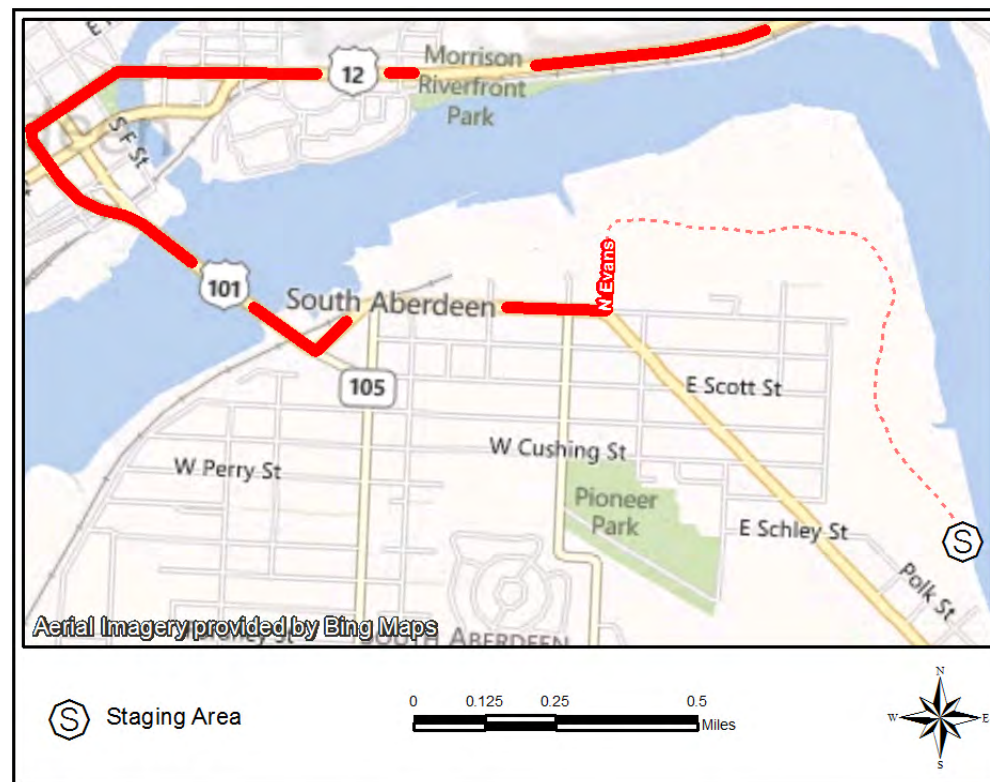 Morrison
Riverfront
Park
12
S F St
101
South Aberdeen
N Evans
105
E Scott St
W Cushing St
W Perry St
Pioneer
Park
E Schley St
Polk St
S
SOUTH ABERDEEN
Aerial Imagery provided by Bing Maps
S Staging Area
0 0.125 0.25 0.5
Miles
N
W E
S